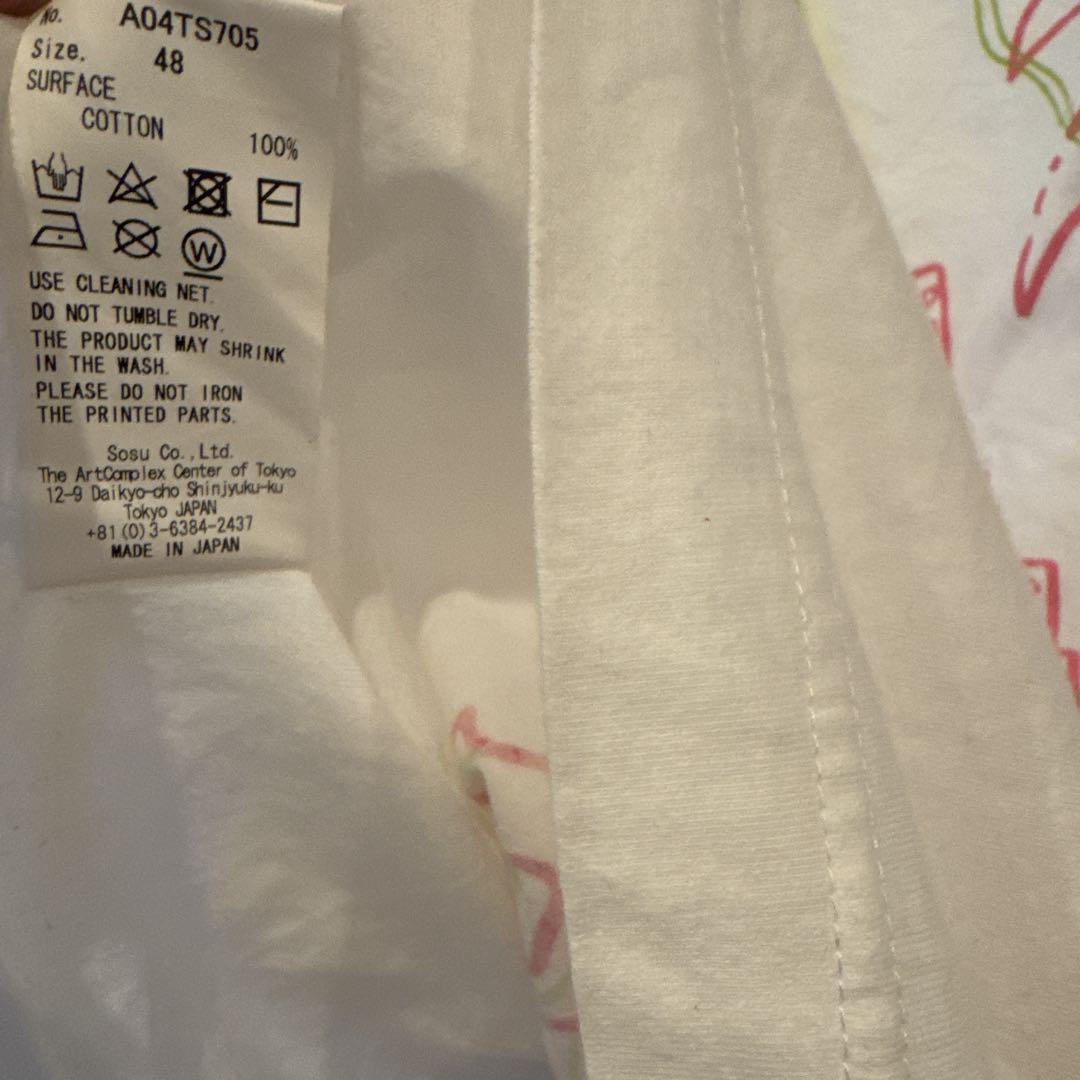 No. A04TS705
Size. 48
SURFACE
COTTON 100%
W
USE CLEANING NET.
DO NOT TUMBLE DRY.
THE PRODUCT MAY SHRINK
IN THE WASH.
PLEASE DO NOT IRON
THE PRINTED PARTS.
Sosu Co.,Ltd.
The ArtComplex Center of Tokyo
12-9 Daikyo-cho Shinjyuku-ku
Tokyo JAPAN
+81(0)3-6384-2437
MADE IN JAPAN